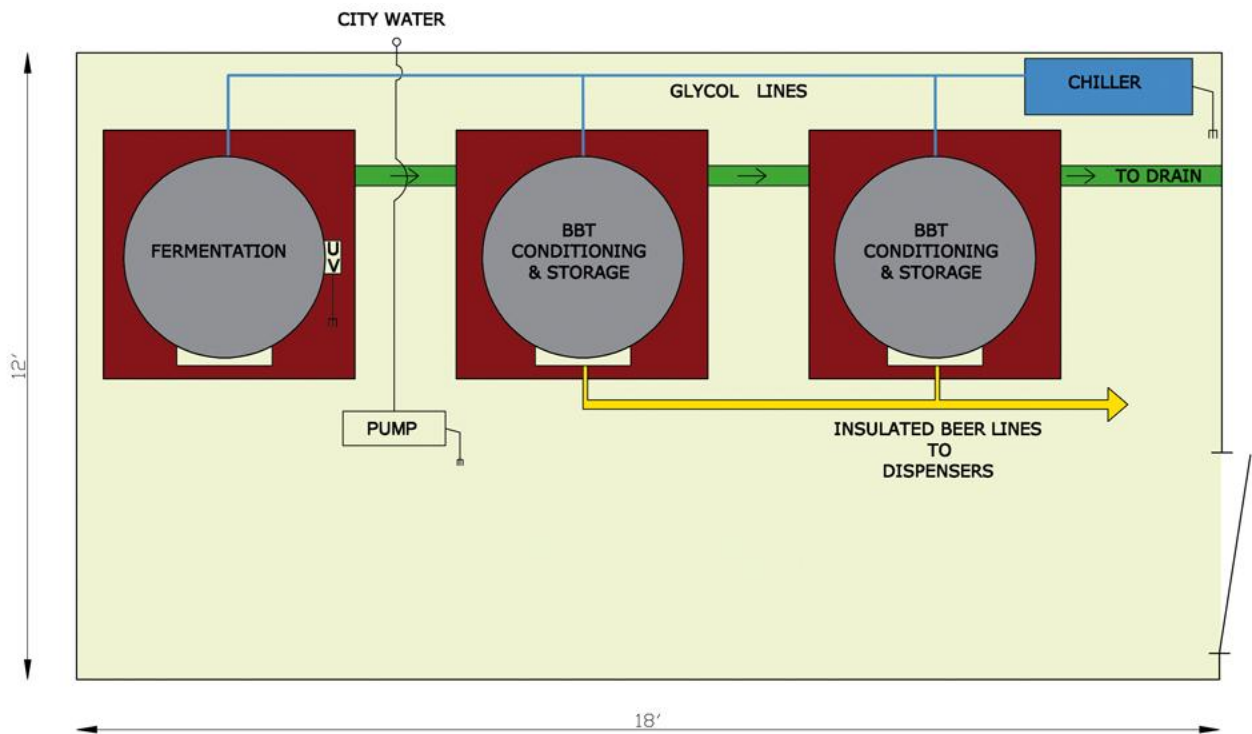 CITY WATER
GLYCOL LINES
CHILLER
TO DRAIN
FERMENTATION
UV
BBT
CONDITIONING
& STORAGE
BBT
CONDITIONING
& STORAGE
PUMP
INSULATED BEER LINES
TO
DISPENSERS
12'
18'